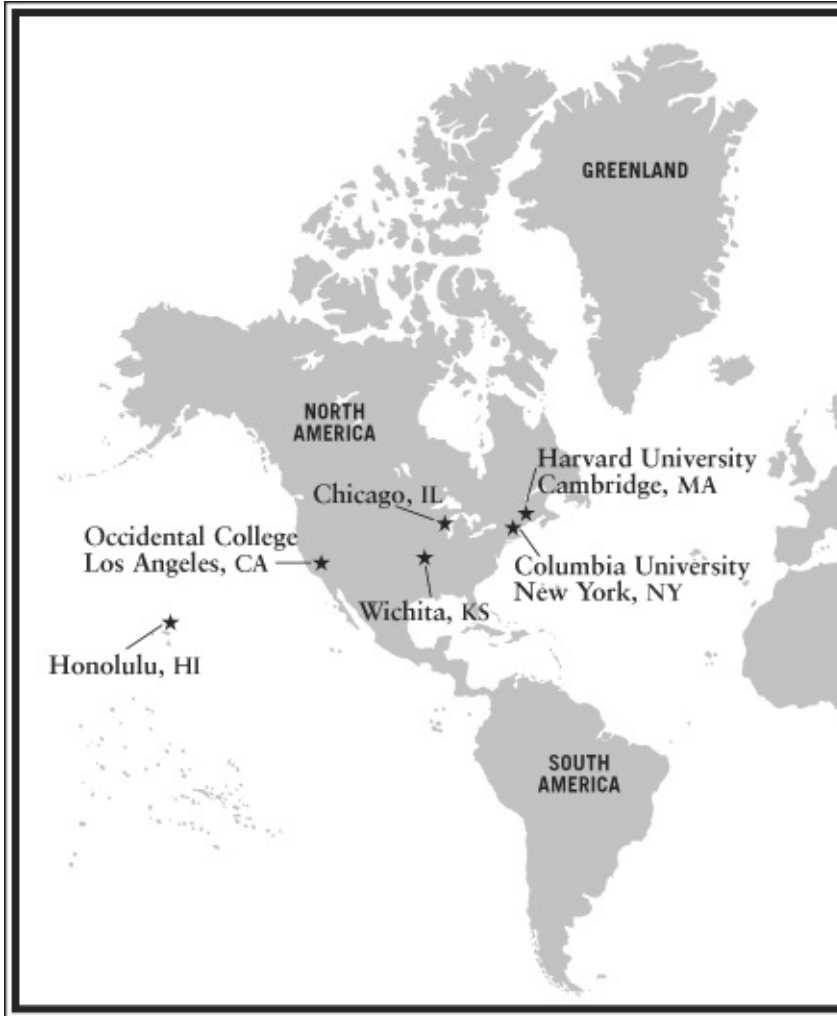 GREENLAND
NORTH
AMERICA
Harvard University
Cambridge, MA
Chicago, IL
Occidental College
Los Angeles, CA
Columbia University
New York, NY
Wichita, KS
Honolulu, HI
SOUTH
AMERICA